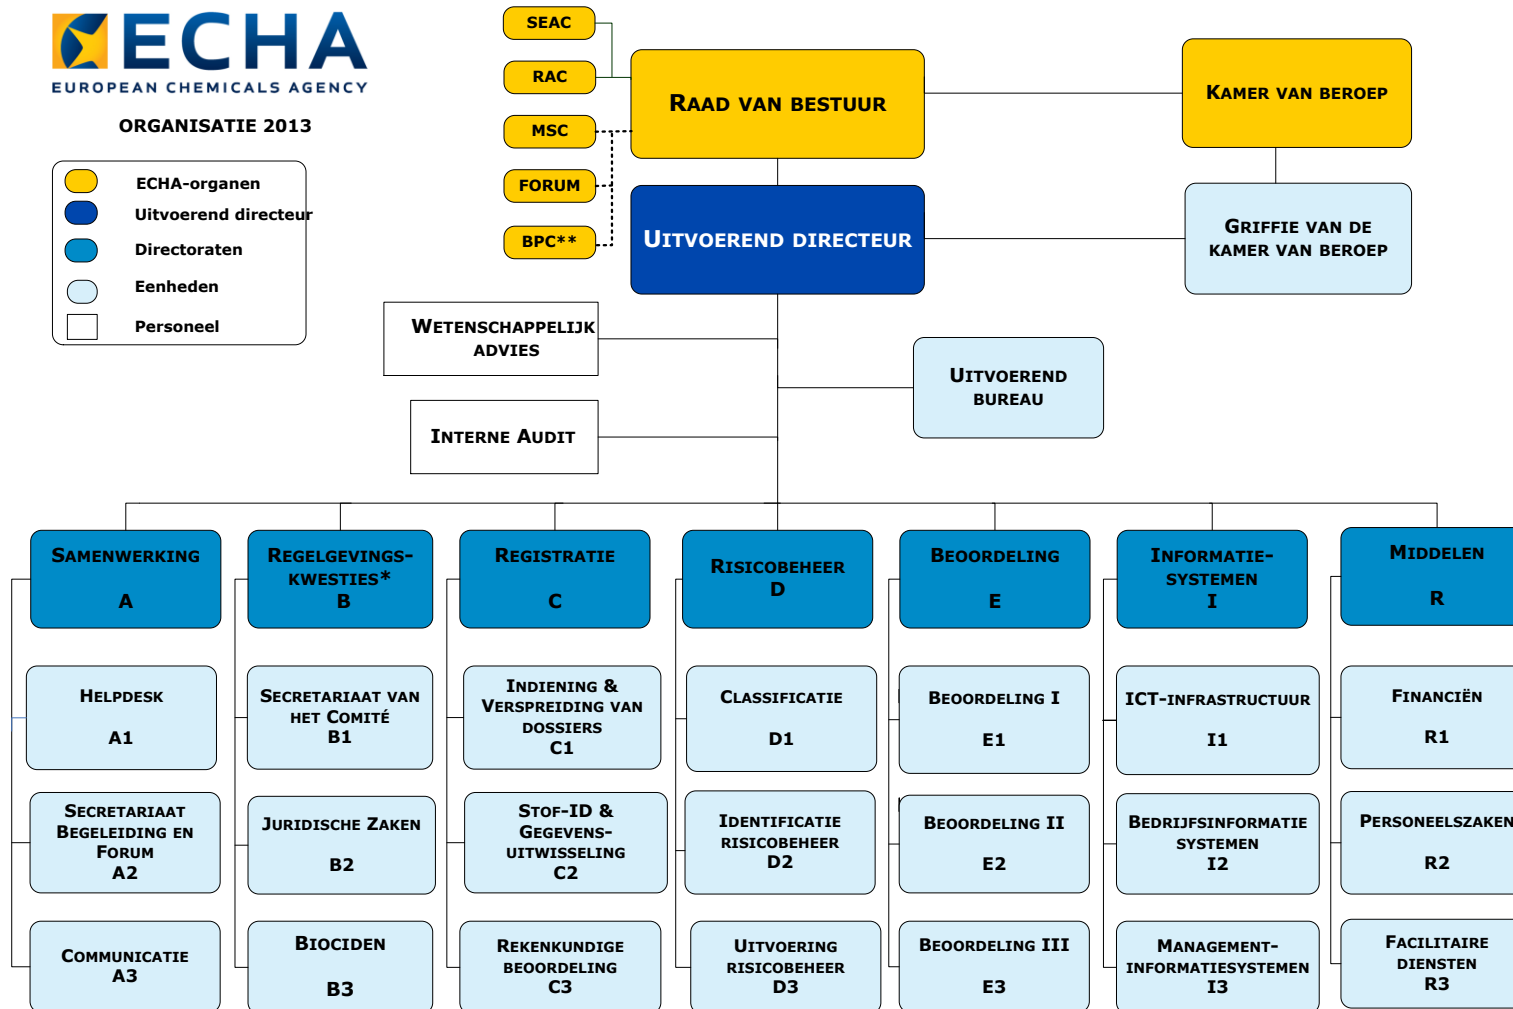 ECHA
EUROPEAN CHEMICALS AGENCY
ORGANISATIE 2013
ECHA-organen
Uitvoerend directeur
Directoraten
Eenheden
Personeel
SEAC
RAC
MSC
FORUM
BPC**
RAAD VAN BESTUUR
KAMER VAN BEROEP
UITVOEREND DIRECTEUR
GRIFFIE VAN DE
KAMER VAN BEROEP
WETENSCHAPPELIJK
ADVIES
UITVOEREND
BUREAU
INTERNE AUDIT
SAMENWERKING
A
REGELGEVINGS-
KWESTIES*
B
REGISTRATIE
C
RISICOBEHEER
D
BEOORDELING
E
INFORMATIE-
SYSTEMEN
I
MIDDELEN
R
HELPDESK
A1
SECRETARIAAT VAN
HET COMITÉ
B1
INDIENING &
VERSPREIDING VAN
DOSSIERS
C1
CLASSIFICATIE
D1
BEOORDELING I
E1
ICT-INFRASTRUCTUUR
I1
FINANCIËN
R1
SECRETARIAAT
BEGELEIDING EN
FORUM
A2
JURIDISCHE ZAKEN
B2
STOF-ID &
GEGEVENS-
UITWISSELING
C2
IDENTIFICATIE
RISICOBEHEER
D2
BEOORDELING II
E2
BEDRIJFSINFORMATIE
SYSTEMEN
I2
PERSONEELSZAKEN
R2
COMMUNICATIE
A3
BIOCIDEN
B3
REKENKUNDIGE
BEOORDELING
C3
UITVOERING
RISICOBEHEER
D3
BEOORDELING III
E3
MANAGEMENT-
INFORMATIESYSTEMEN
I3
FACILITAIRE
DIENSTEN
R3